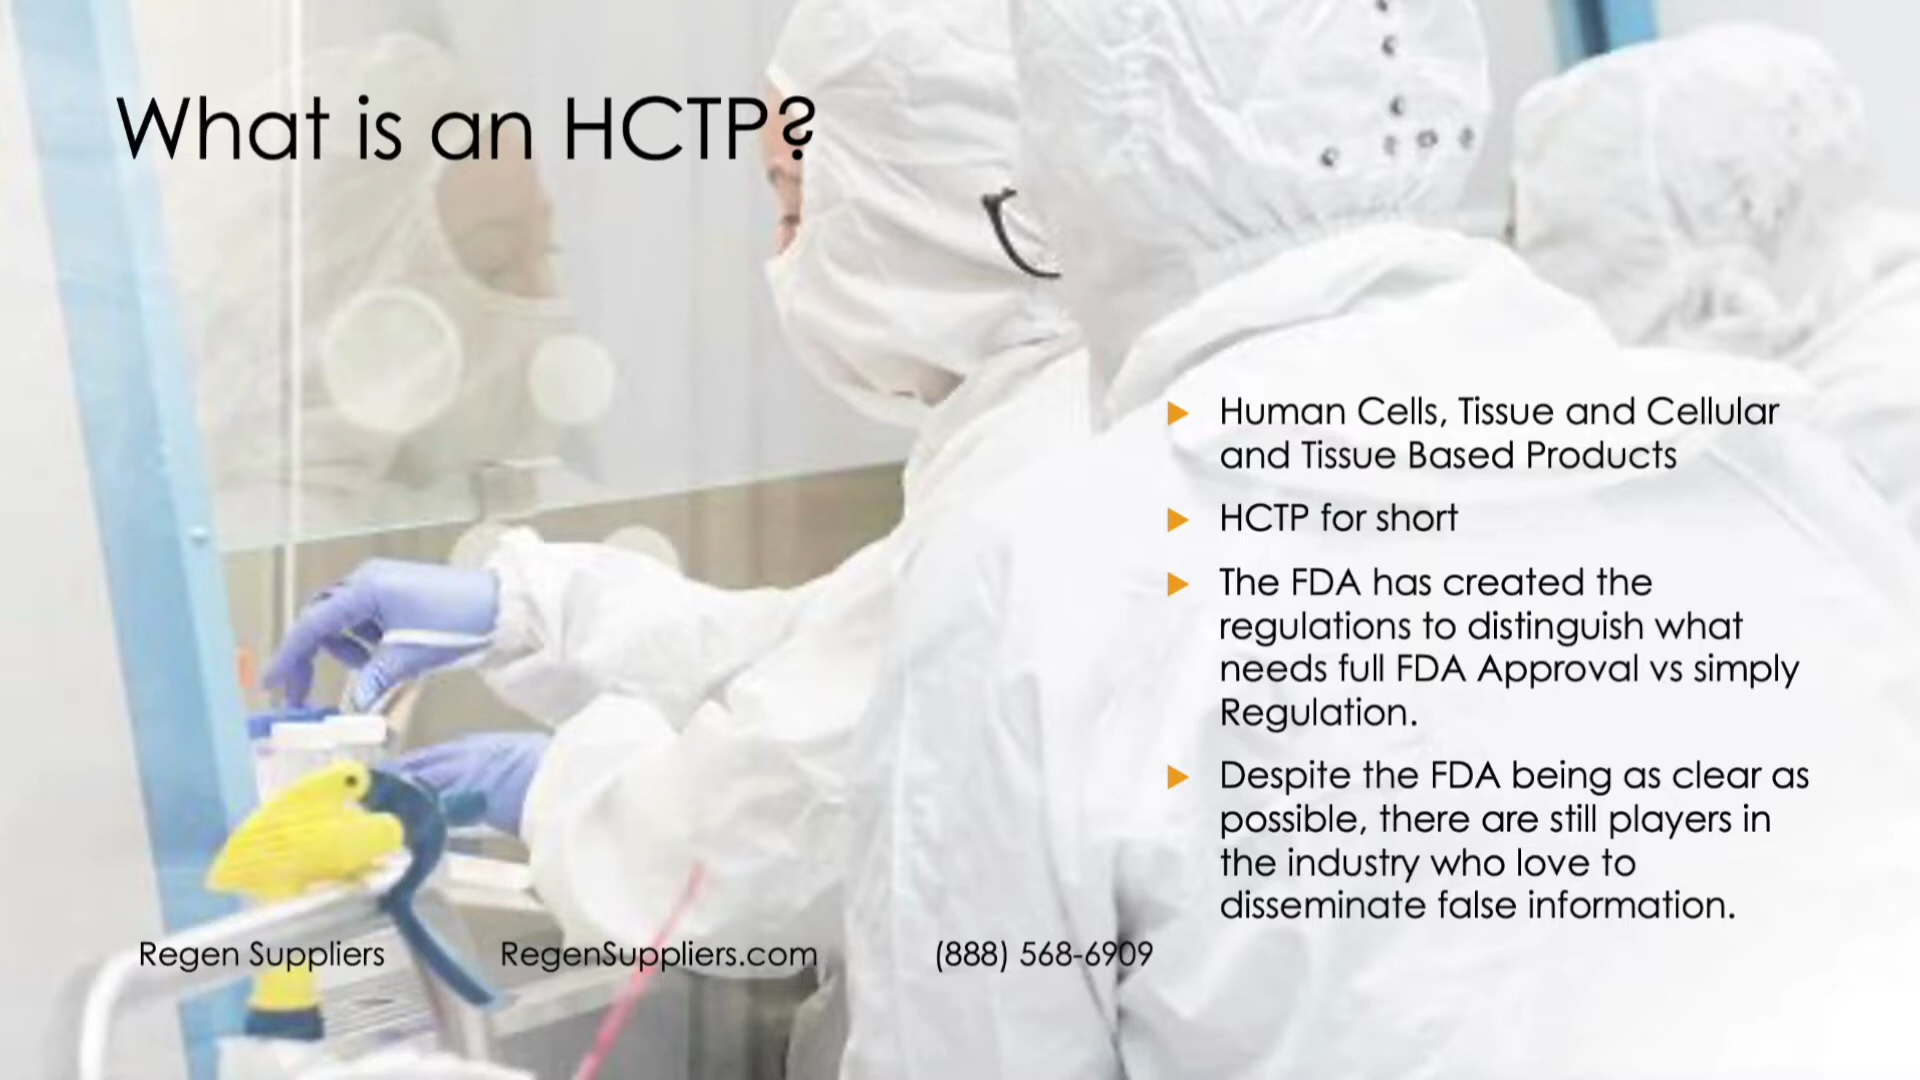 What is an HCTP?
Human Cells, Tissue and Cellular
and Tissue Based Products
HCTP for short
The FDA has created the
regulations to distinguish what
needs full FDA Approval vs simply
Regulation.
Despite the FDA being as clear as
possible, there are still players in
the industry who love to
disseminate false information.
Regen Suppliers RegenSuppliers.com (888) 568-6909